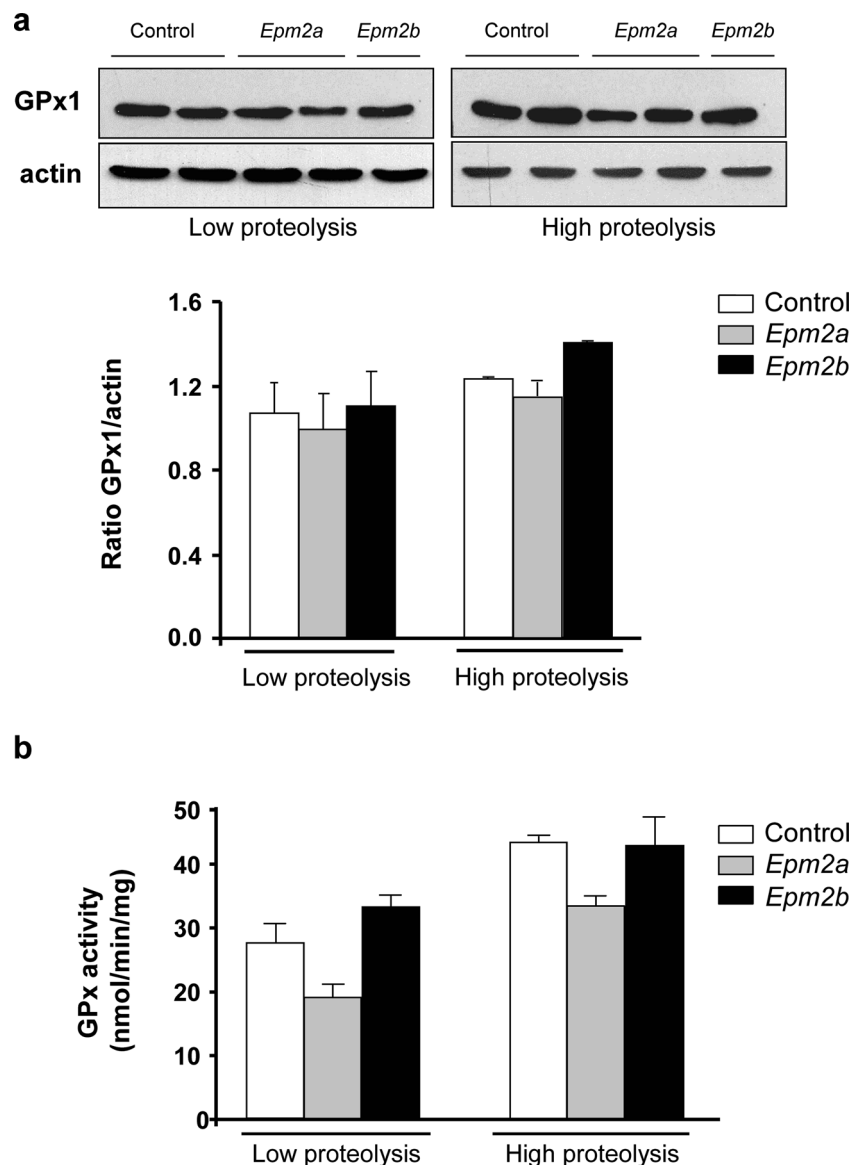 a
Control Epm2a Epm2b Control Epm2a Epm2b
GPx1
actin
Low proteolysis High proteolysis
Ratio GPx1/actin
1.6
1.2
0.8
0.4
0.0
Low proteolysis High proteolysis
Control
Epm2a
Epm2b
b
GPx activity
(nmol/min/mg)
50
40
30
20
10
0
Low proteolysis High proteolysis
Control
Epm2a
Epm2b